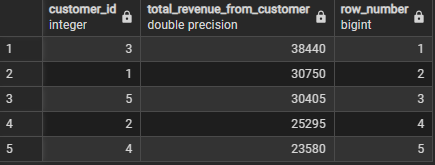 customer_id total_revenue_from_customer row_number
integer double precision bigint
1 3 38440 1
2 1 30750 2
3 5 30405 3
4 2 25295 4
5 4 23580 5